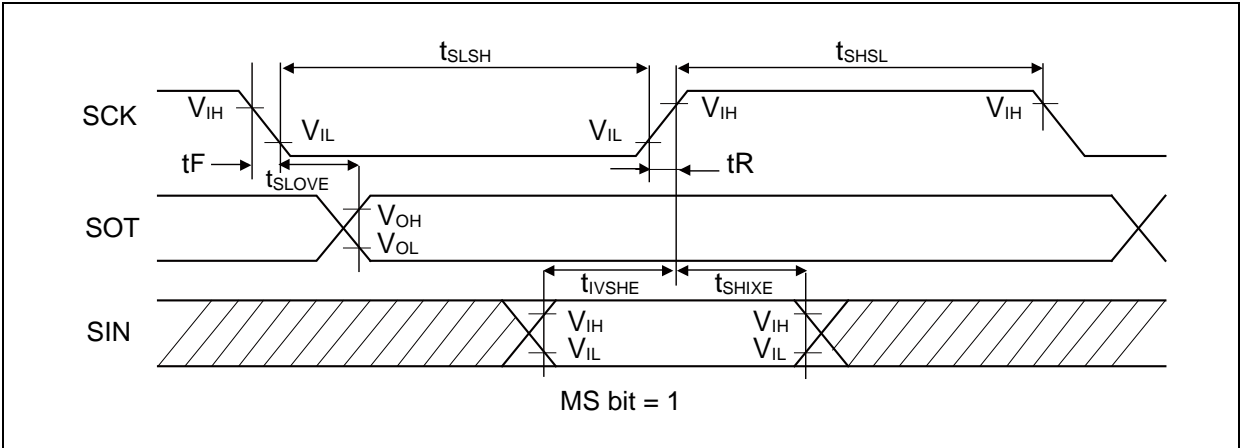 tSLSH tSHSL
SCK VIH VIL VIL VIH VIH
tF tSLOVE tR
SOT VOH
VOL
tIVSHE tSHIXE
SIN VIH VIH
VIL VIL
MS bit = 1